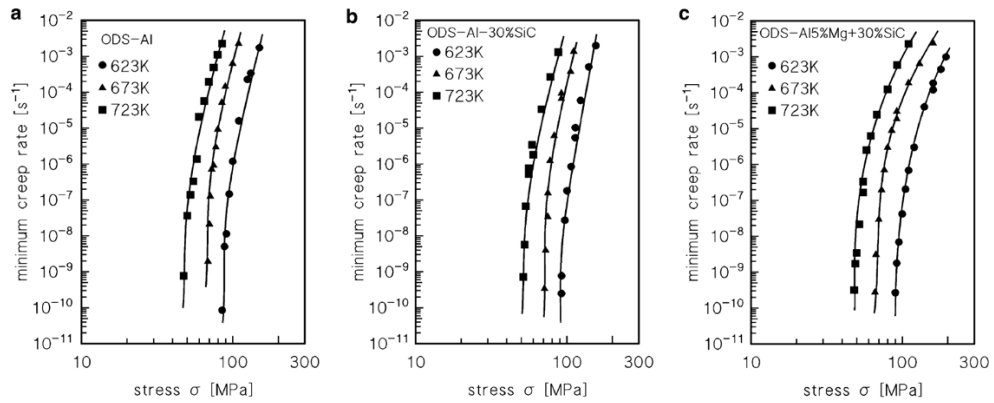 a
ODS-Al
623K
673K
723K
minimum creep rate [s⁻¹]
10⁻²
10⁻³
10⁻⁴
10⁻⁵
10⁻⁶
10⁻⁷
10⁻⁸
10⁻⁹
10⁻¹⁰
10⁻¹¹
10 100 300
stress σ [MPa]
b
ODS-Al-30%SiC
623K
673K
723K
minimum creep rate [s⁻¹]
10⁻²
10⁻³
10⁻⁴
10⁻⁵
10⁻⁶
10⁻⁷
10⁻⁸
10⁻⁹
10⁻¹⁰
10⁻¹¹
10 100 300
stress σ [MPa]
c
ODS-Al5%Mg+30%SiC
623K
673K
723K
minimum creep rate [s⁻¹]
10⁻²
10⁻³
10⁻⁴
10⁻⁵
10⁻⁶
10⁻⁷
10⁻⁸
10⁻⁹
10⁻¹⁰
10⁻¹¹
10 100 300
stress σ [MPa]